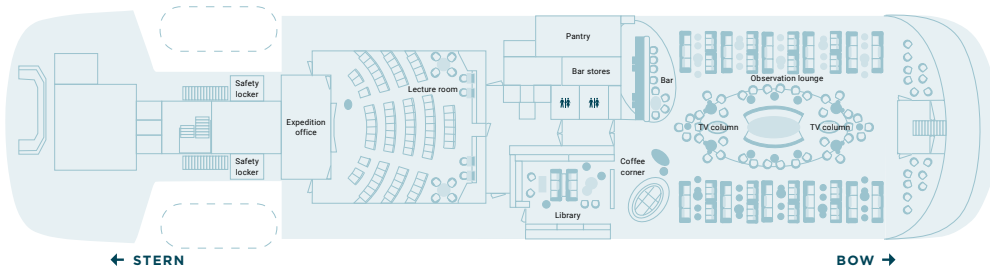 Pantry
Bar stores
Bar
Safety
locker
Lecture room
Observation lounge
Expedition
office
TV column
TV column
Safety
locker
Coffee
corner
Library
← STERN
BOW →